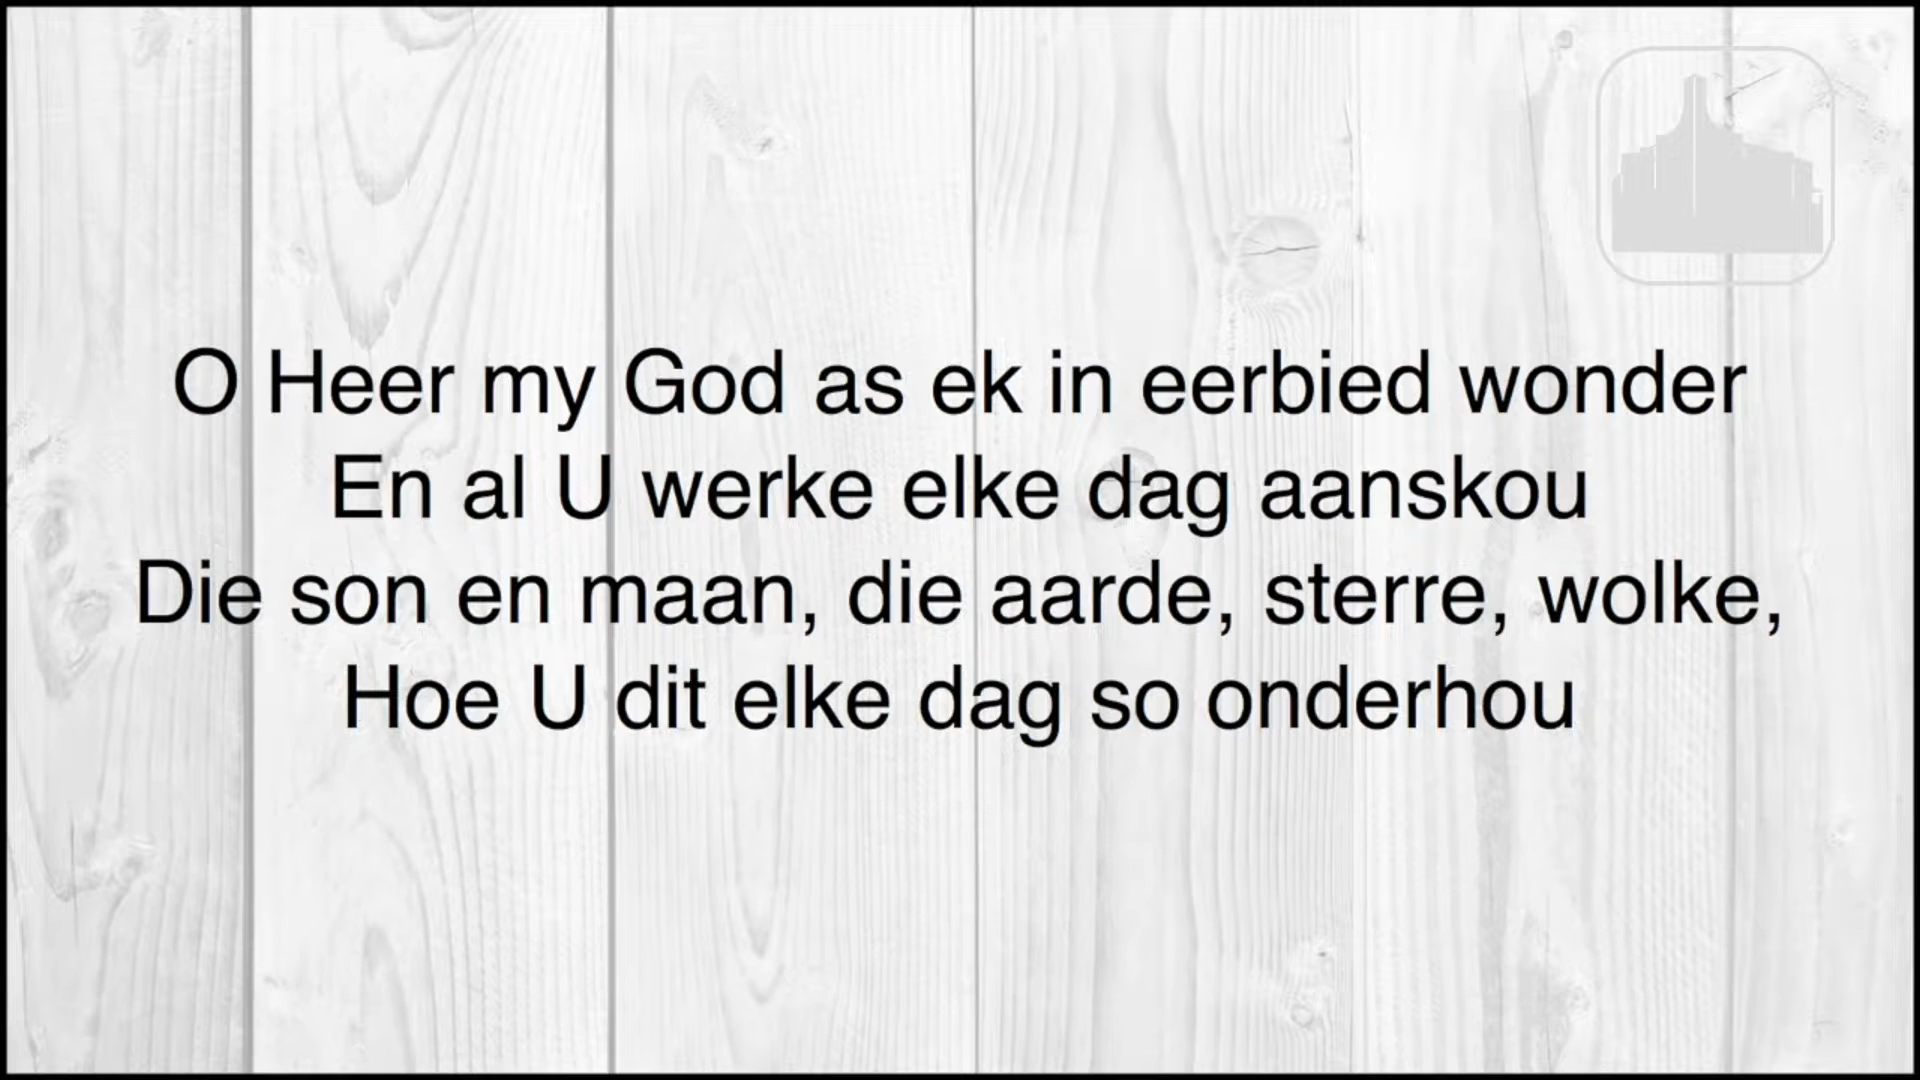 O Heer my God as ek in eerbied wonder
En al U werke elke dag aanskou
Die son en maan, die aarde, sterre, wolke,
Hoe U dit elke dag so onderhou